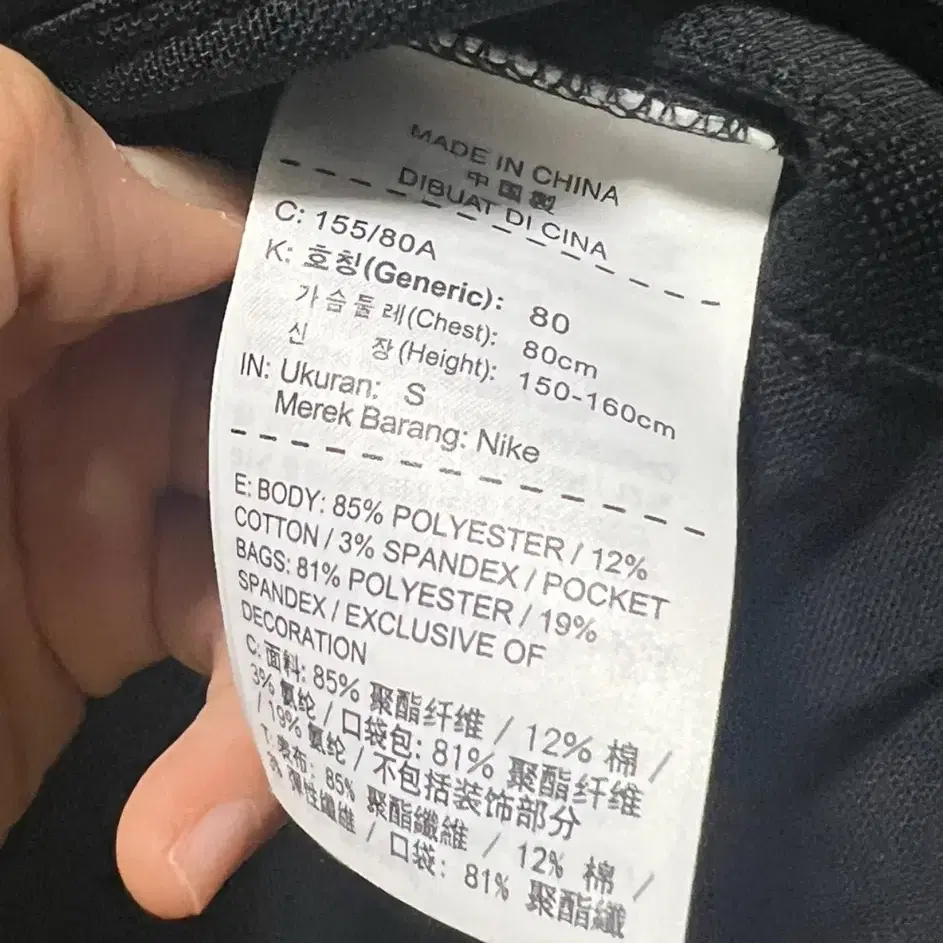 MADE IN CHINA
中国製
DIBUAT DI CINA
C: 155/80A
K: 호칭(Generic): 80
가슴둘레(Chest): 80cm
신 장(Height): 150-160cm
IN: Ukuran: S
Merek Barang: Nike
E: BODY: 85% POLYESTER / 12%
COTTON / 3% SPANDEX / POCKET
BAGS: 81% POLYESTER / 19%
SPANDEX / EXCLUSIVE OF
DECORATION
C: 面料: 85% 聚酯纤维 / 12% 棉 /
3% 氨纶 / 口袋包: 81% 聚酯纤维
/ 19% 氨纶 / 不包括装饰部分
T: 表布: 85% 聚酯纖維 / 12% 棉 /
3% 彈性纖維 / 口袋: 81% 聚酯纖